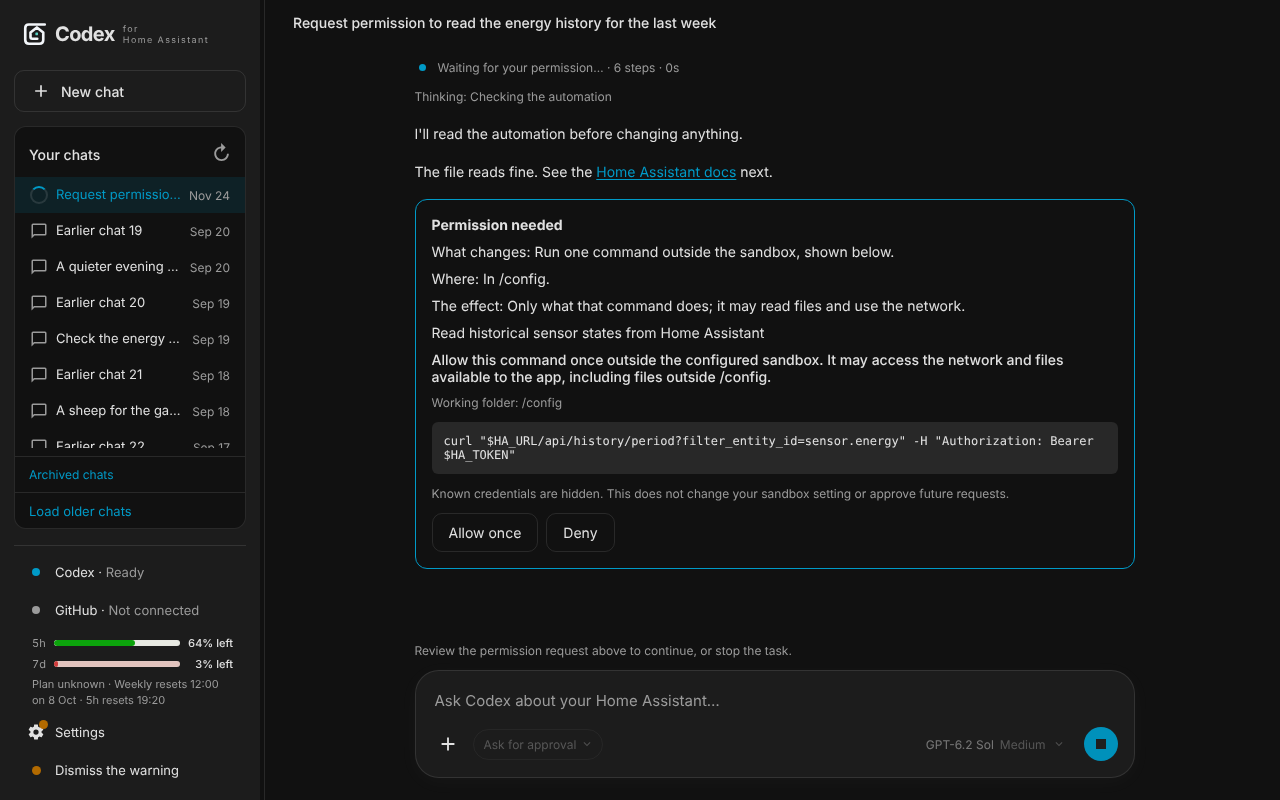 Codex for
Home Assistant
New chat
Your chats
Request permissio... Nov 24
Earlier chat 19 Sep 20
A quieter evening ... Sep 20
Earlier chat 20 Sep 19
Check the energy ... Sep 19
Earlier chat 21 Sep 18
A sheep for the ga... Sep 18
Earlier chat 22 Sep 17
Archived chats
Load older chats
Codex · Ready
GitHub · Not connected
5h 64% left
7d 3% left
Plan unknown · Weekly resets 12:00
on 8 Oct · 5h resets 19:20
Settings
Dismiss the warning
Request permission to read the energy history for the last week
Waiting for your permission... · 6 steps · 0s
Thinking: Checking the automation
I'll read the automation before changing anything.
The file reads fine. See the Home Assistant docs next.
Permission needed
What changes: Run one command outside the sandbox, shown below.
Where: In /config.
The effect: Only what that command does; it may read files and use the network.
Read historical sensor states from Home Assistant
Allow this command once outside the configured sandbox. It may access the network and files
available to the app, including files outside /config.
Working folder: /config
curl "$HA_URL/api/history/period?filter_entity_id=sensor.energy" -H "Authorization: Bearer
$HA_TOKEN"
Known credentials are hidden. This does not change your sandbox setting or approve future requests.
Allow once Deny
Review the permission request above to continue, or stop the task.
Ask Codex about your Home Assistant...
Ask for approval GPT-6.2 Sol Medium